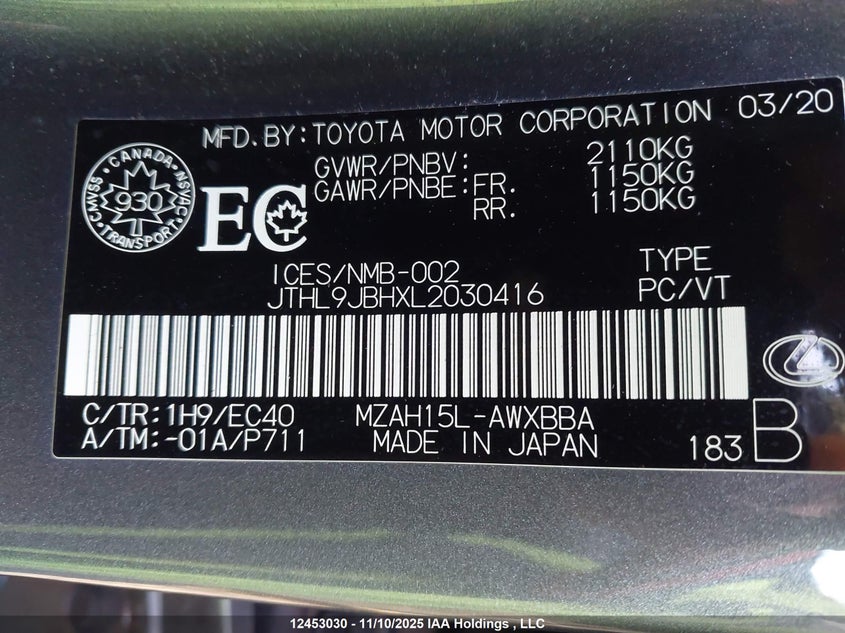 MFD.BY:TOYOTA MOTOR CORPORATION 03/20
GVWR/PNBV: 2110KG
GAWR/PNBE:FR. 1150KG
RR. 1150KG
CANADA
CMVSS 930 NSVAC
TRANSPORT
EC
ICES/NMB-002 TYPE
JTHL9JBHXL2030416 PC/VT
C/TR:1H9/EC40 MZAH15L-AWXBBA
A/TM:-01A/P711 MADE IN JAPAN 183 B
12453030 - 11/10/2025 IAA Holdings , LLC